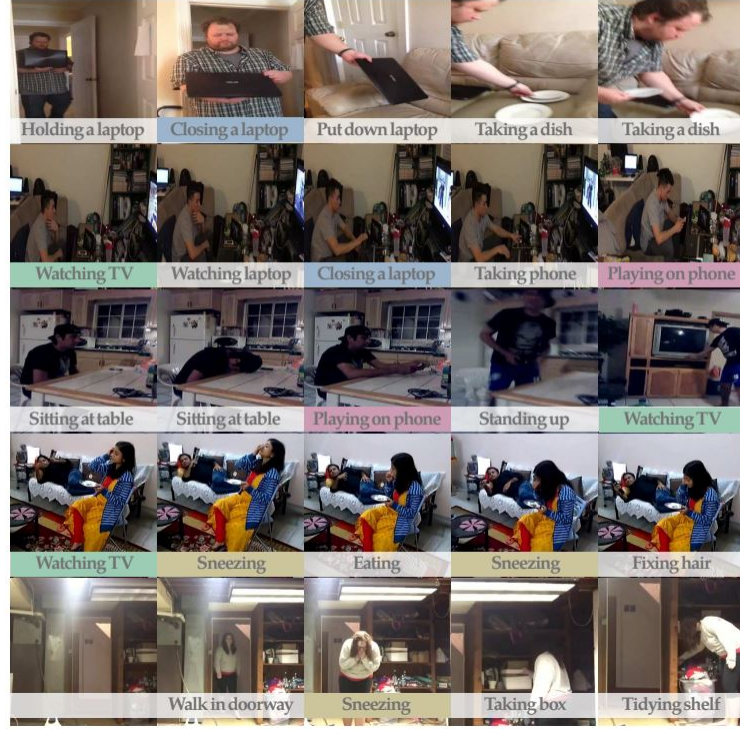 Holding a laptop
Closing a laptop
Put down laptop
Taking a dish
Taking a dish
Watching TV
Watching laptop
Closing a laptop
Taking phone
Playing on phone
Sitting at table
Sitting at table
Playing on phone
Standing up
Watching TV
Watching TV
Sneezing
Eating
Sneezing
Fixing hair
Walk in doorway
Sneezing
Taking box
Tidying shelf